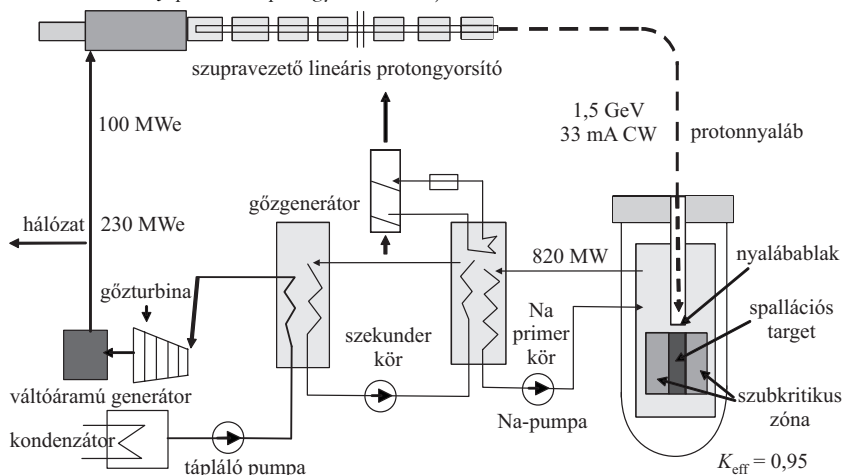 szupravezető lineáris protongyorsító
100 MWe
1,5 GeV
33 mA CW
protonnyaláb
hálózat
230 MWe
gőzgenerátor
820 MW
nyalábablak
gőzturbina
spallációs
target
szekunder
kör
Na
primer
kör
szubkritikus
zóna
váltóáramú generátor
Na-pumpa
kondenzátor
tápláló pumpa
K_eff = 0,95